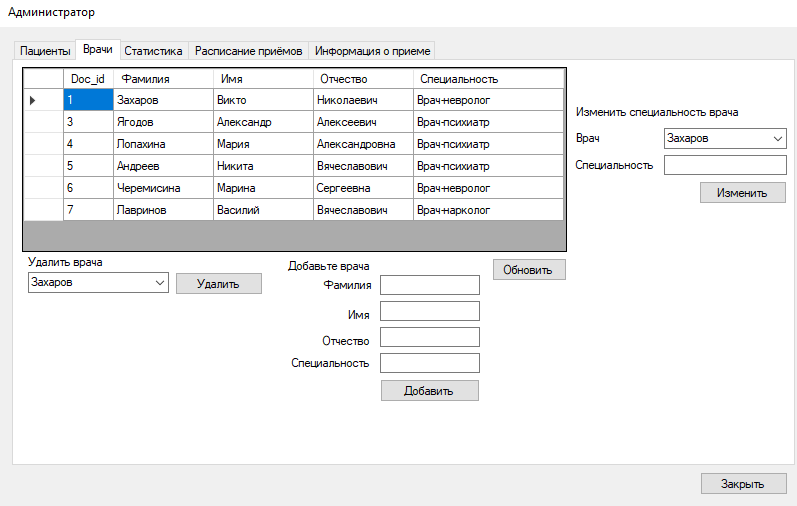 Администратор
Пациенты Врачи Статистика Расписание приёмов Информация о приеме
Doc_id Фамилия Имя Отчество Специальность
1 Захаров Викто Николаевич Врач-невролог
3 Ягодов Александр Алексеевич Врач-психиатр
4 Лопахина Мария Александровна Врач-психиатр
5 Андреев Никита Вячеславович Врач-психиатр
6 Черемисина Марина Сергеевна Врач-невролог
7 Лавринов Василий Вячеславович Врач-нарколог
Изменить специальность врача
Врач Захаров
Специальность
Изменить
Удалить врача
Захаров Удалить
Добавьте врача Обновить
Фамилия
Имя
Отчество
Специальность
Добавить
Закрыть